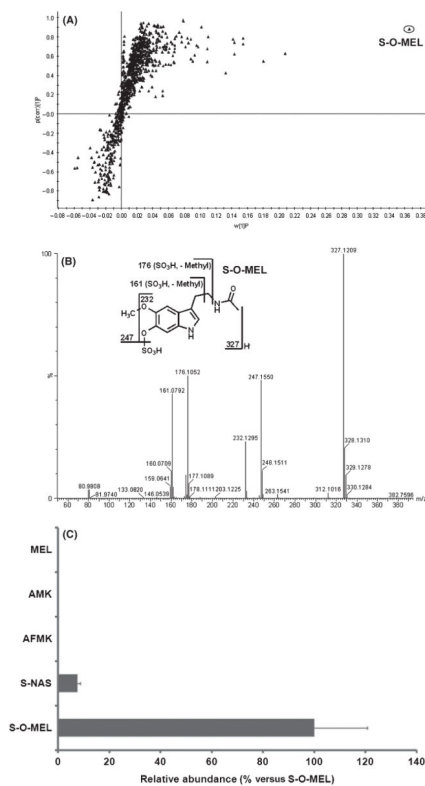 (A)
S-O-MEL
p(corr)[1]P
1.0
0.8
0.6
0.4
0.2
−0.0
−0.2
−0.4
−0.6
−0.8
−0.08 −0.06 −0.04 −0.02 0.00 0.02 0.04 0.06 0.08 0.10 0.12 0.14 0.16 0.18 0.20 0.22 0.24 0.26 0.28 0.30 0.32 0.34 0.36 0.38
w[1]P
(B)
100
%
0
176 (SO3H, - Methyl)
S-O-MEL
161 (SO3H, - Methyl)
232
H3C
O
O
NH
N
H
O
247
SO3H
327 H
327.1209
176.1052
161.0792
247.1550
232.1295
328.1310
160.0709
248.1511
159.0641
177.1089
329.1278
80.9808
81.9740
133.0820
146.0539
178.1111
203.1225
263.1541
312.1016
330.1284
382.7596
60 80 100 120 140 160 180 200 220 240 260 280 300 320 340 360 380
(C)
MEL
AMK
AFMK
S-NAS
S-O-MEL
0 20 40 60 80 100 120 140
Relative abundance (% versus S-O-MEL)